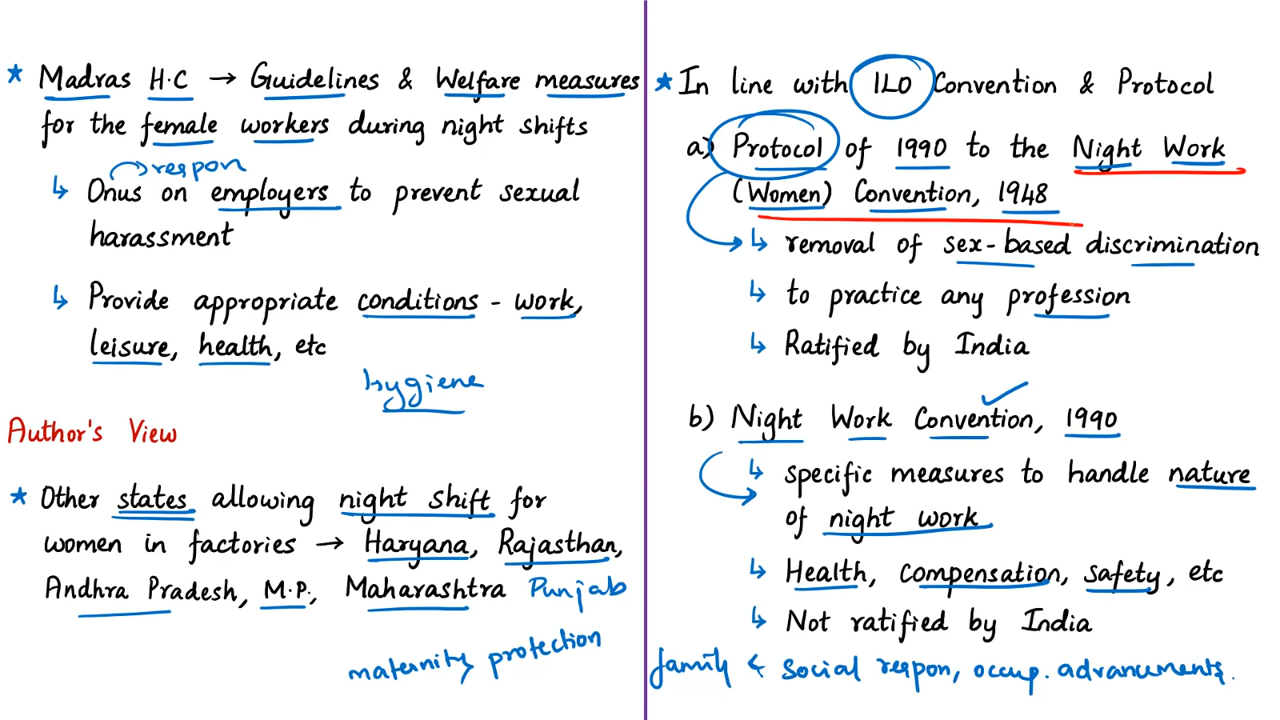 ★ Madras H.C → Guidelines & Welfare measures
for the female workers during night shifts
→ respon
↳ Onus on employers to prevent sexual
harassment
↳ Provide appropriate conditions - work,
leisure, health, etc
hygiene
Author's View
★ Other states allowing night shift for
women in factories → Haryana, Rajasthan,
Andhra Pradesh, M.P., Maharashtra Punjab
maternity protection
★ In line with ILO Convention & Protocol
a) Protocol of 1990 to the Night Work
(Women) Convention, 1948
↳ removal of sex-based discrimination
↳ to practice any profession
↳ Ratified by India
b) Night Work Convention, 1990
↳ specific measures to handle nature
of night work
↳ Health, compensation, safety, etc
↳ Not ratified by India
family & social respon, occup. advancements.